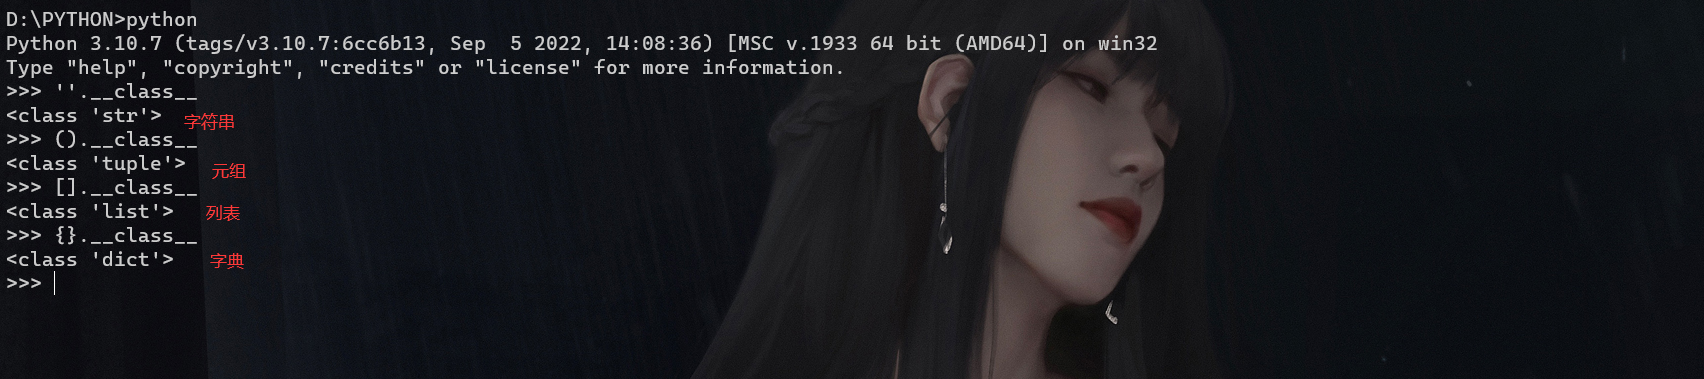 D:\PYTHON>python
Python 3.10.7 (tags/v3.10.7:6cc6b13, Sep  5 2022, 14:08:36) [MSC v.1933 64 bit (AMD64)] on win32
Type "help", "copyright", "credits" or "license" for more information.
>>> ''.__class__
<class 'str'> 字符串
>>> ().__class__
<class 'tuple'> 元组
>>> [].__class__
<class 'list'> 列表
>>> {}.__class__
<class 'dict'> 字典
>>>